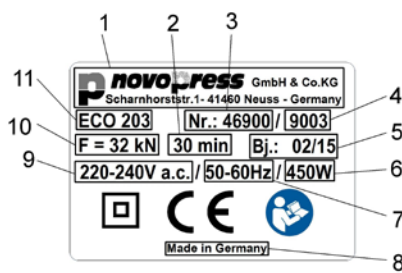 1 2 3
novopress GmbH & Co.KG
Scharnhorststr.1- 41460 Neuss - Germany
11 ECO 203 Nr.: 46900 / 9003 4
10 F = 32 kN 30 min Bj.: 02/15 5
9 220-240V a.c. / 50-60Hz / 450W 6
CE 7
Made in Germany 8